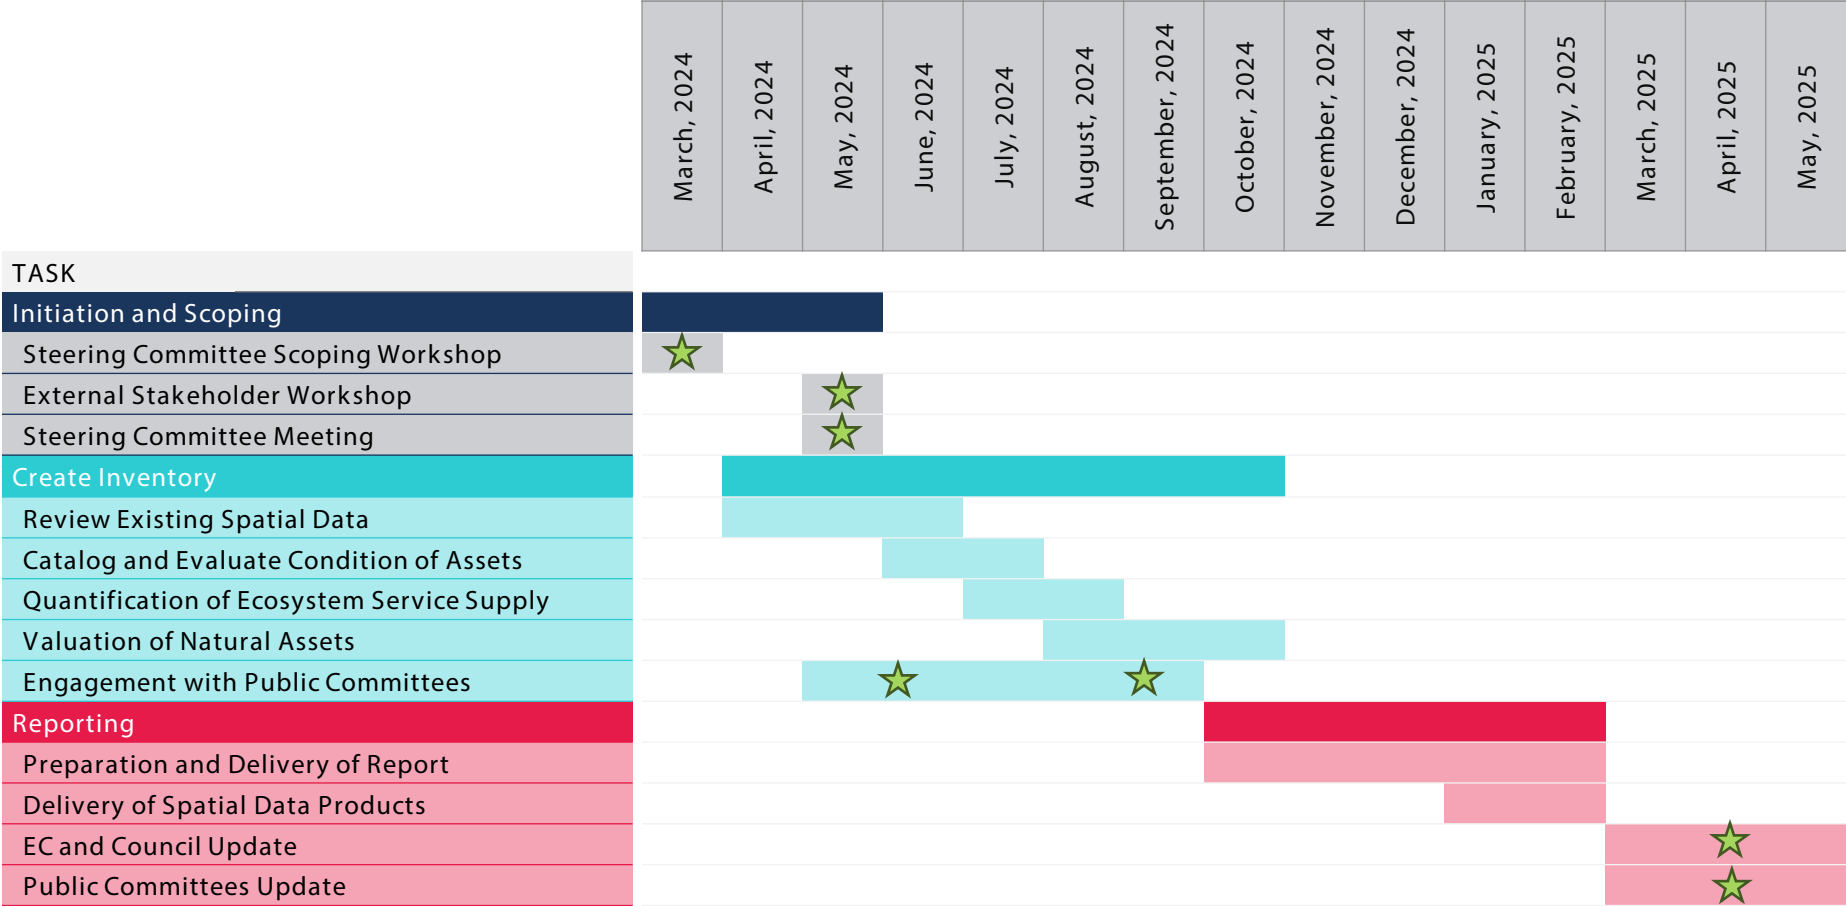 March, 2024
April, 2024
May, 2024
June, 2024
July, 2024
August, 2024
September, 2024
October, 2024
November, 2024
December, 2024
January, 2025
February, 2025
March, 2025
April, 2025
May, 2025
TASK
Initiation and Scoping
Steering Committee Scoping Workshop
External Stakeholder Workshop
Steering Committee Meeting
Create Inventory
Review Existing Spatial Data
Catalog and Evaluate Condition of Assets
Quantification of Ecosystem Service Supply
Valuation of Natural Assets
Engagement with Public Committees
Reporting
Preparation and Delivery of Report
Delivery of Spatial Data Products
EC and Council Update
Public Committees Update